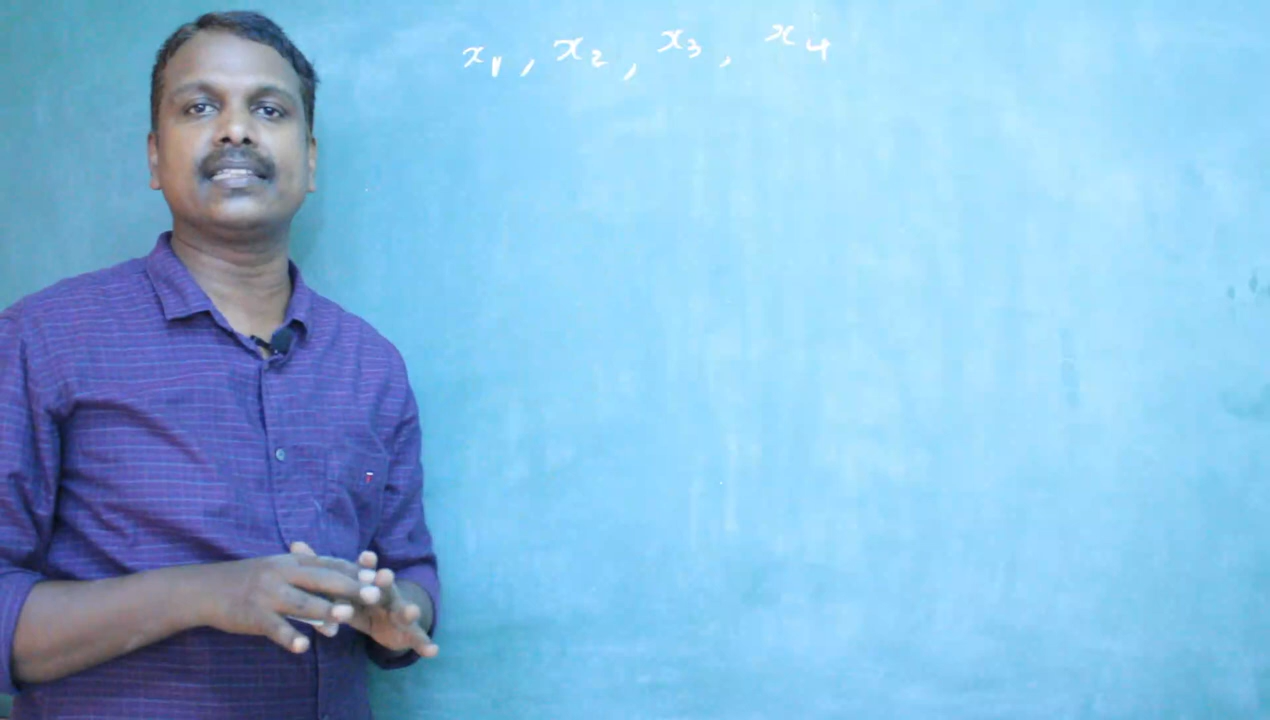 x₁, x₂, x₃, x₄